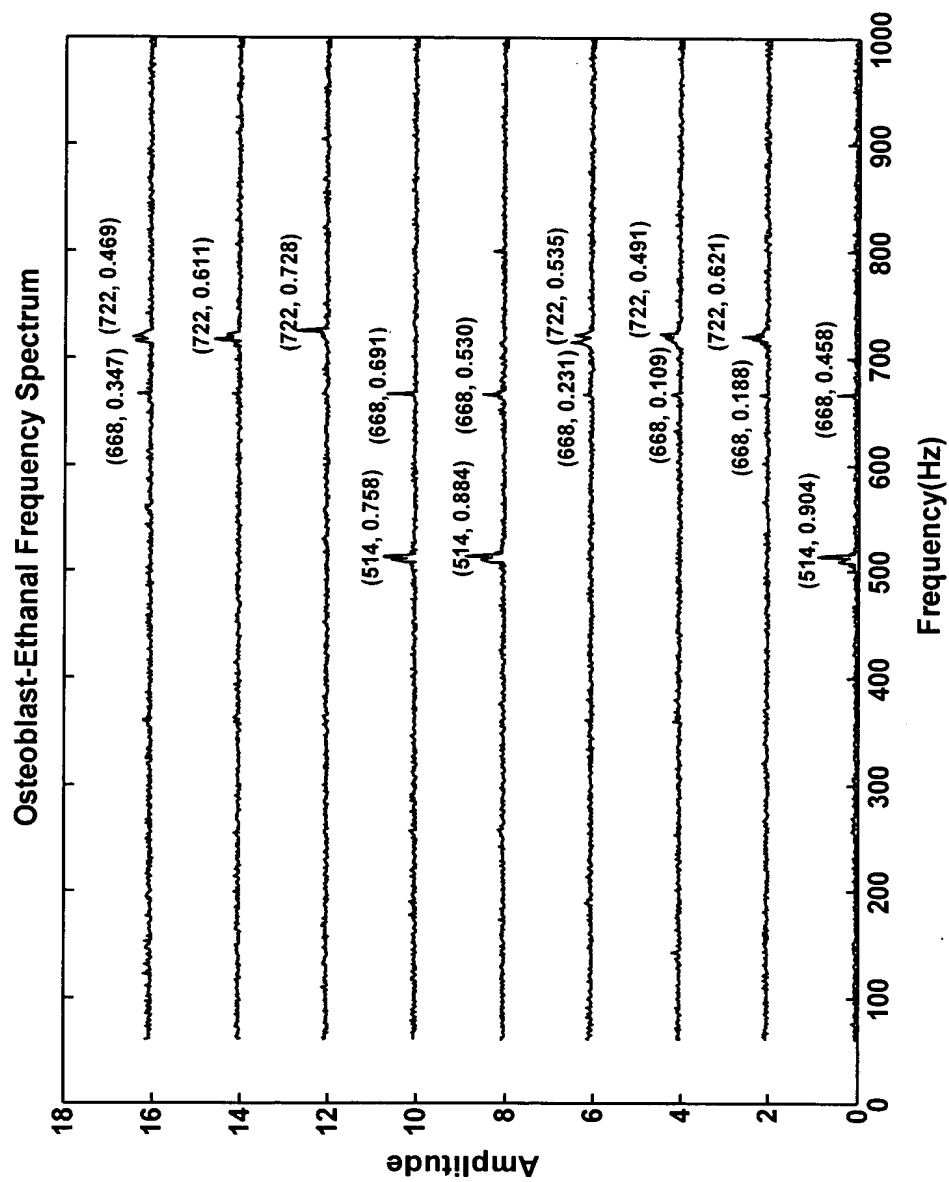 Osteoblast-Ethanal Frequency Spectrum
18
16
14
12
10
8
6
4
2
0
Amplitude
(668, 0.347) (722, 0.469)
(722, 0.611)
(722, 0.728)
(514, 0.758) (668, 0.691)
(514, 0.884) (668, 0.530)
(668, 0.231) (722, 0.535)
(668, 0.109) (722, 0.491)
(668, 0.188) (722, 0.621)
(514, 0.904) (668, 0.458)
0 100 200 300 400 500 600 700 800 900 1000
Frequency(Hz)